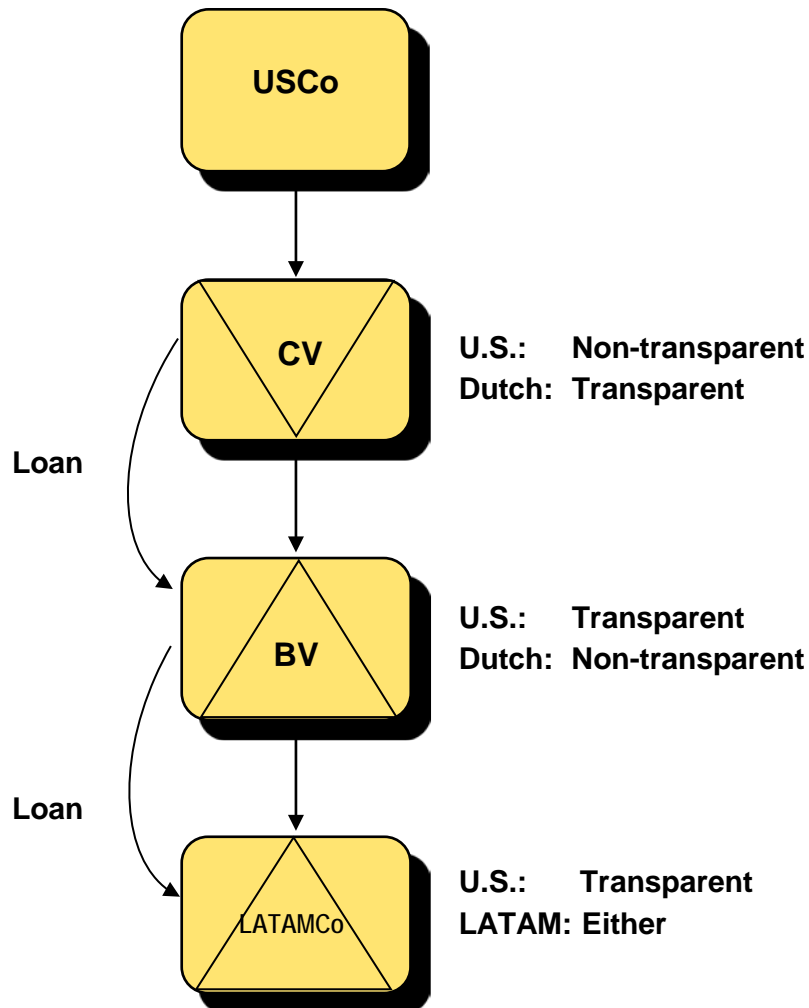 USCo
CV
U.S.: Non-transparent
Dutch: Transparent
Loan
BV
U.S.: Transparent
Dutch: Non-transparent
Loan
LATAMCo
U.S.: Transparent
LATAM: Either